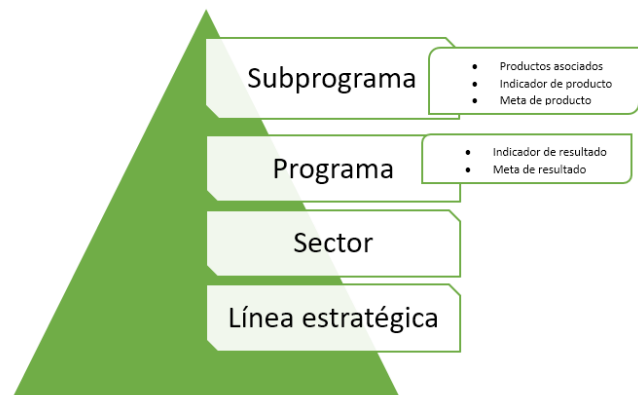 Subprograma
• Productos asociados
• Indicador de producto
• Meta de producto
Programa
• Indicador de resultado
• Meta de resultado
Sector
Línea estratégica